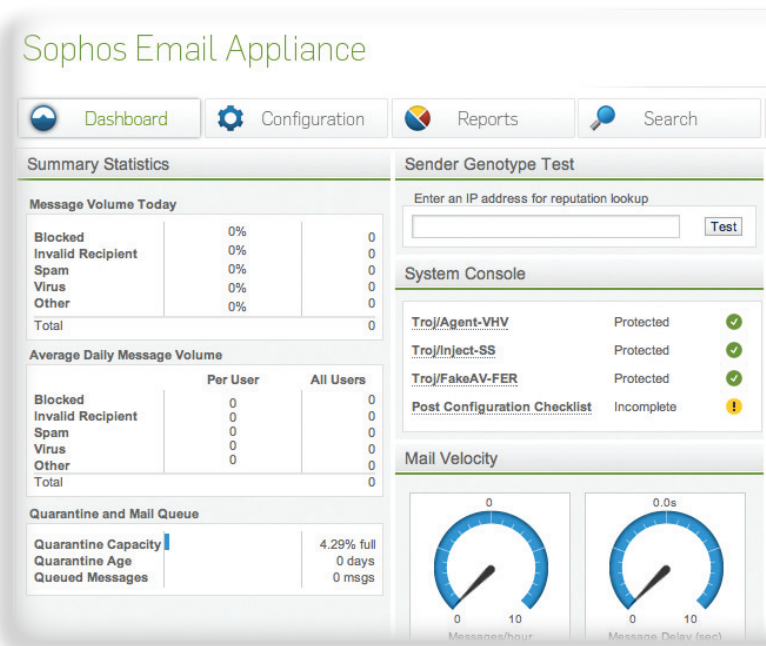 Sophos Email Appliance
Dashboard Configuration Reports Search
Summary Statistics
Message Volume Today
Blocked 0% 0
Invalid Recipient 0% 0
Spam 0% 0
Virus 0% 0
Other 0% 0
Total 0
Average Daily Message Volume
Per User All Users
Blocked 0 0
Invalid Recipient 0 0
Spam 0 0
Virus 0 0
Other 0 0
Total 0
Quarantine and Mail Queue
Quarantine Capacity 4.29% full
Quarantine Age 0 days
Queued Messages 0 msgs
Sender Genotype Test
Enter an IP address for reputation lookup
Test
System Console
Troj/Agent-VHV Protected
Troj/Inject-SS Protected
Troj/FakeAV-FER Protected
Post Configuration Checklist Incomplete !
Mail Velocity
0 0.0s
0 10 0 10
Messages/hour Message Delay (sec)